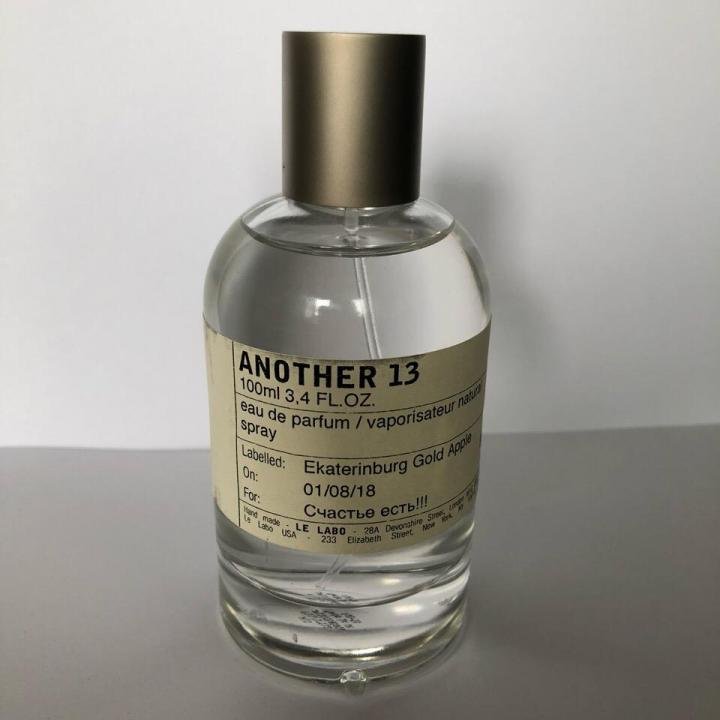 ANOTHER 13
100ml 3,4 FL.OZ.
eau de parfum / vaporisateur natural
spray
Labelled: Ekaterinburg Gold Apple
On: 01/08/18
For: Счастье есть!!!
Hand made - LE LABO - 28A Devonshire Street, London
Le Labo USA - 233 Elizabeth Street, New York, NY